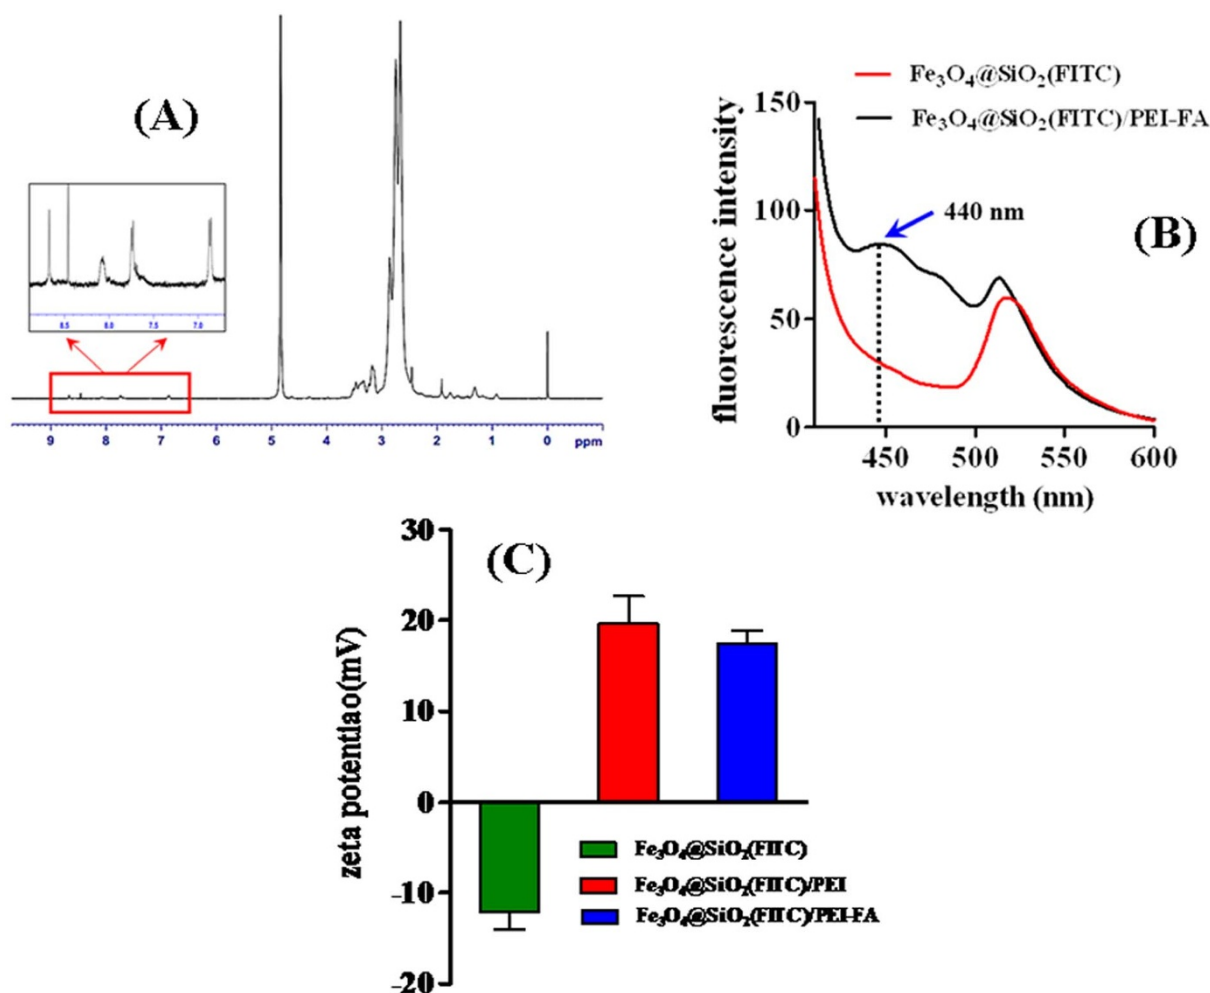 (A)
8.5 8.0 7.5 7.0
9 8 7 6 5 4 3 2 1 0 ppm
Fe₃O₄@SiO₂(FITC)
Fe₃O₄@SiO₂(FITC)/PEI-FA
(B)
440 nm
fluorescence intensity
150
100
50
0
450 500 550 600
wavelength (nm)
(C)
zeta potentiao(mV)
30
20
10
0
-10
-20
Fe₃O₄@SiO₂(FITC)
Fe₃O₄@SiO₂(FITC)/PEI
Fe₃O₄@SiO₂(FITC)/PEI-FA